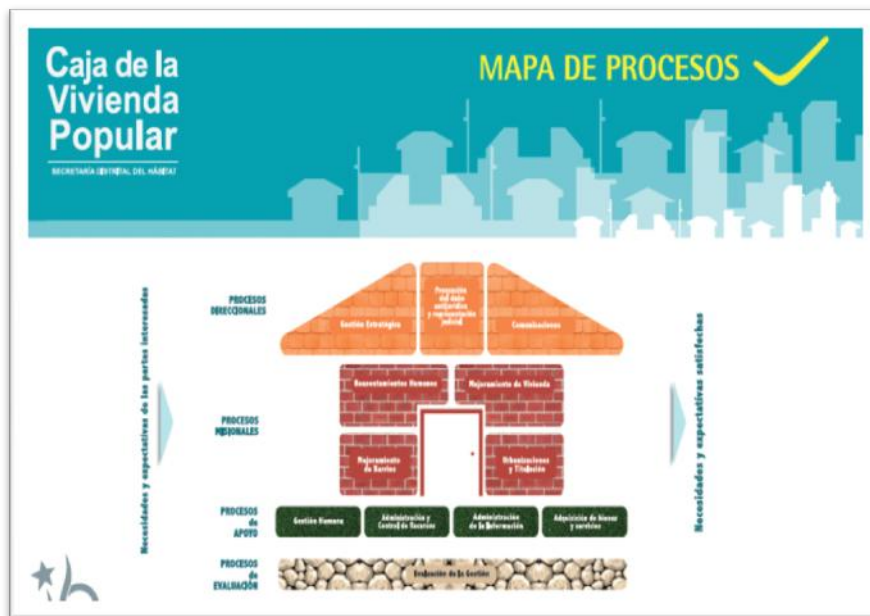 Caja de la
Vivienda
Popular
SECRETARÍA DISTRITAL DEL HÁBITAT
MAPA DE PROCESOS
Necesidades y expectativas de las partes interesadas
PROCESOS
DIRECCIONALES
Gestión Estratégica
Prevención
del daño
antijurídico
y representación
judicial
Comunicaciones
PROCESOS
MISIONALES
Reasentamientos Humanos
Mejoramiento de Vivienda
Mejoramiento
de Barrios
Urbanizaciones
y Titulación
PROCESOS
de
APOYO
Gestión Humana
Administración y
Control de Recursos
Administración
de la Información
Adquisición de bienes
y servicios
PROCESOS
de
EVALUACIÓN
Evaluación de la Gestión
Necesidades y expectativas satisfechas